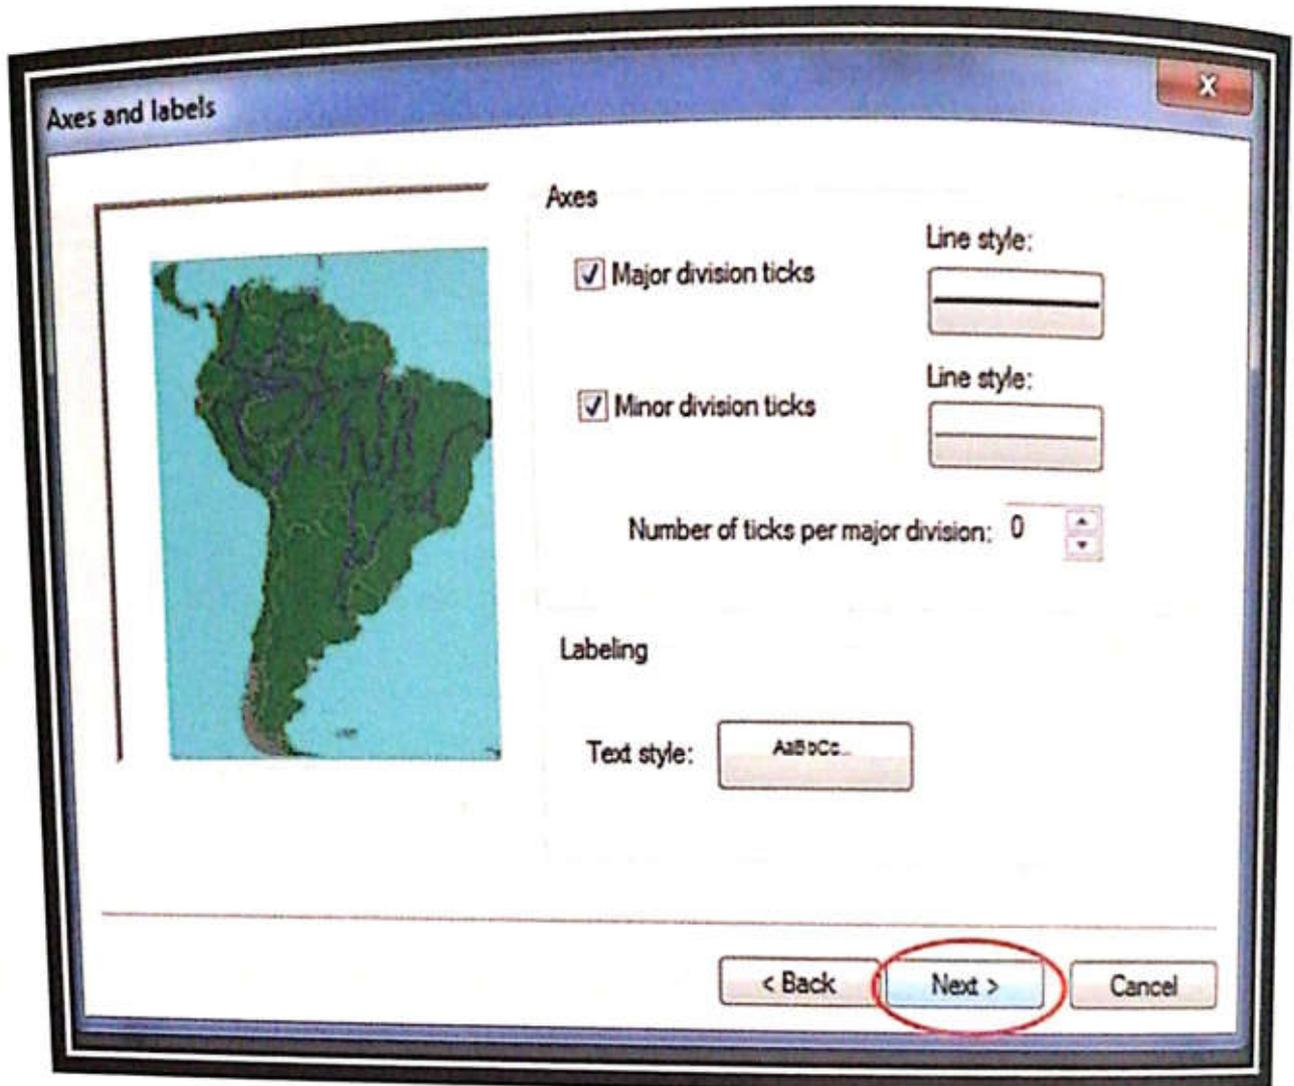 Axes and labels
X
Axes
Line style:
Major division ticks
Line style:
Minor division ticks
Number of ticks per major division: 0
Labeling
Text style: AaBbCc...
< Back Next > Cancel